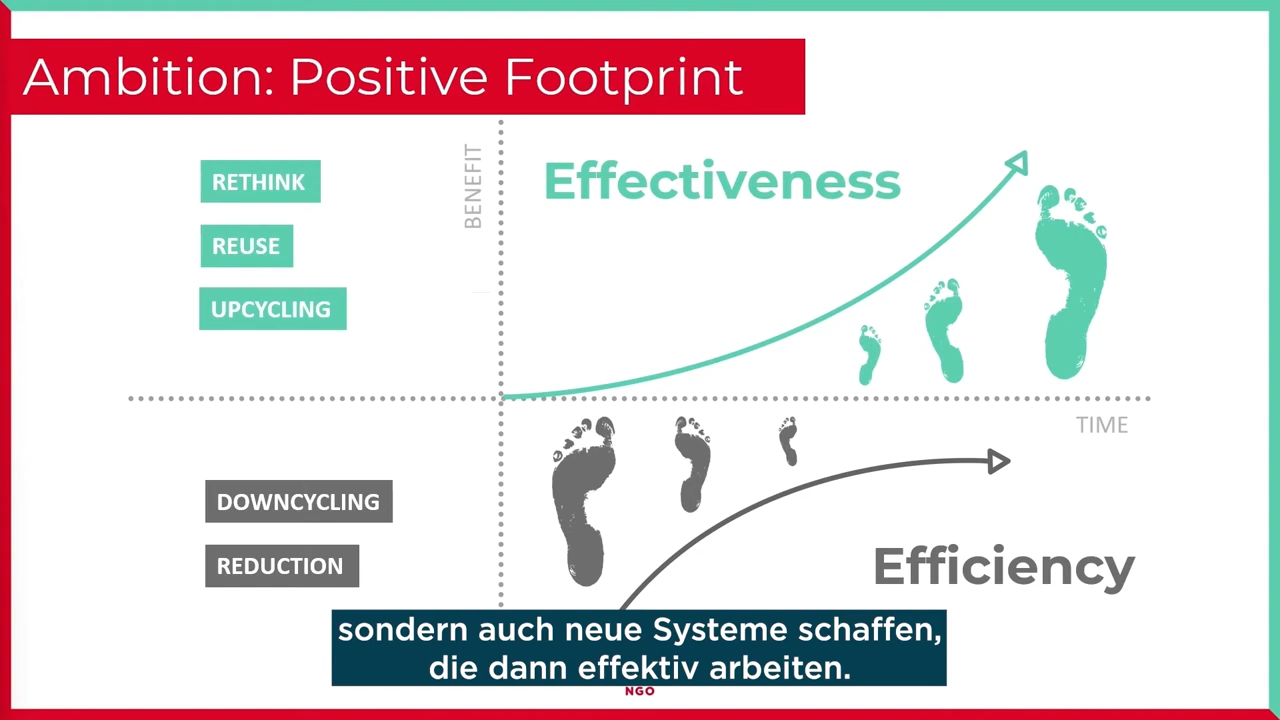 Ambition: Positive Footprint
RETHINK
REUSE
UPCYCLING
BENEFIT
Effectiveness
TIME
DOWNCYCLING
REDUCTION
Efficiency
sondern auch neue Systeme schaffen,
die dann effektiv arbeiten.
NGO